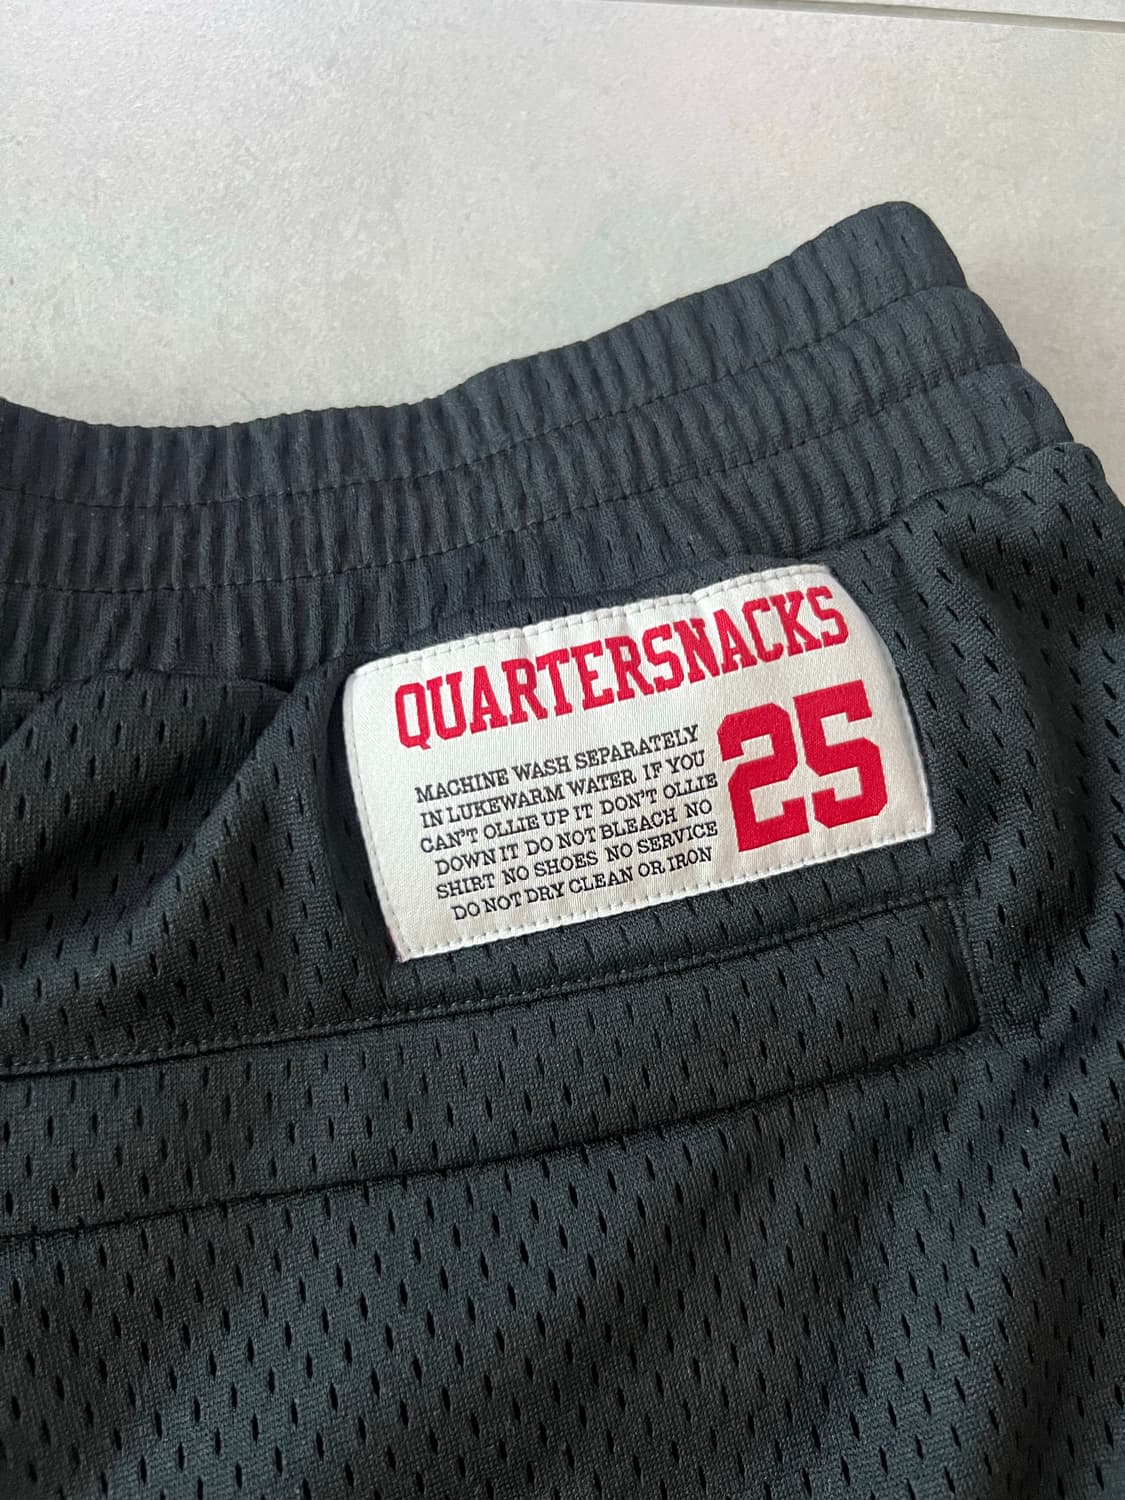 QUARTERSNACKS
MACHINE WASH SEPARATELY
IN LUKEWARM WATER IF YOU
CAN'T OLLIE UP IT DON'T OLLIE
DOWN IT DO NOT BLEACH NO
SHIRT NO SHOES NO SERVICE
DO NOT DRY CLEAN OR IRON
25